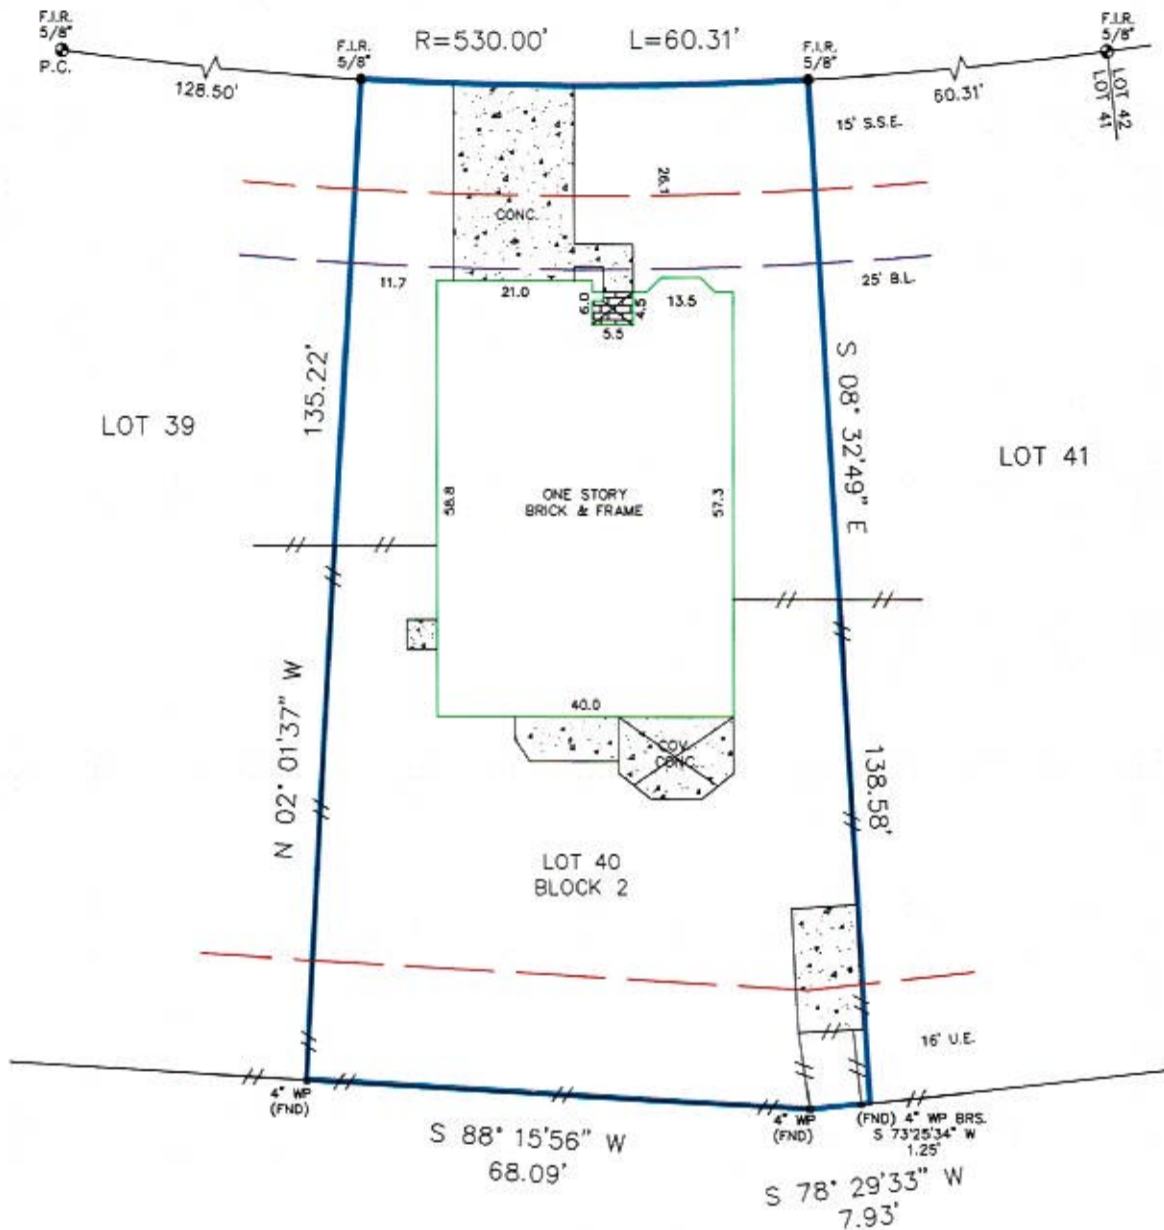 F.I.R.
5/8"
P.C.
128.50'
F.I.R.
5/8"
R=530.00'
L=60.31'
F.I.R.
5/8"
60.31'
F.I.R.
5/8"
LOT 42
LOT 41
15' S.S.E.
26.1
CONC.
25' B.L.
11.7
21.0
6.0
5.5
4.5
13.5
135.22'
S 08° 32'49" E
LOT 39
LOT 41
58.8
ONE STORY
BRICK & FRAME
57.3
40.0
COV.
CONC.
N 02° 01'37" W
138.58'
LOT 40
BLOCK 2
16' U.E.
4" WP
(FND)
4" WP
(FND)
(FND) 4" WP BRS.
S 73°25'34" W
1.25'
S 88° 15'56" W
68.09'
S 78° 29'33" W
7.93'